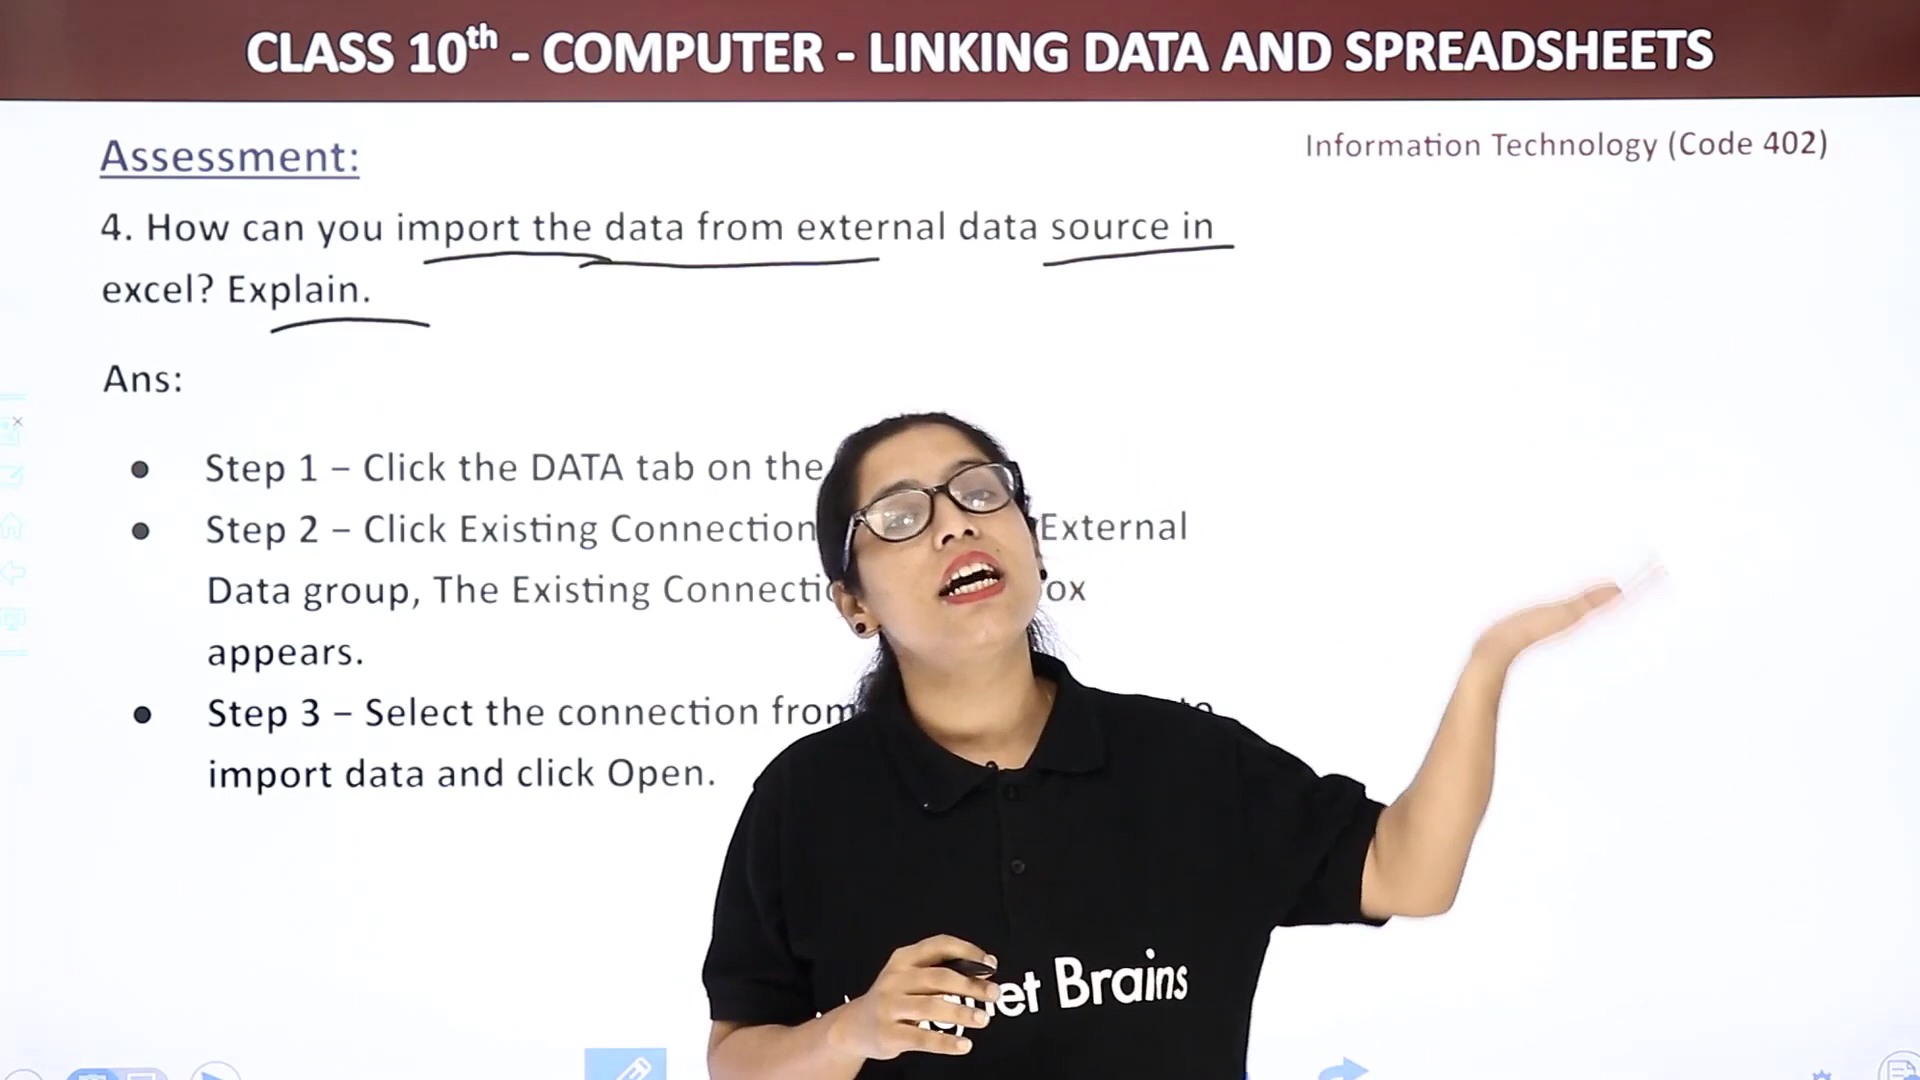 CLASS 10th - COMPUTER - LINKING DATA AND SPREADSHEETS
Assessment:
Information Technology (Code 402)
4. How can you import the data from external data source in
excel? Explain.
Ans:
Step 1 – Click the DATA tab on the
Step 2 – Click Existing Connection External
Data group, The Existing
appears.
Step 3 – Select the connection from to
import data and click Open.
Brains